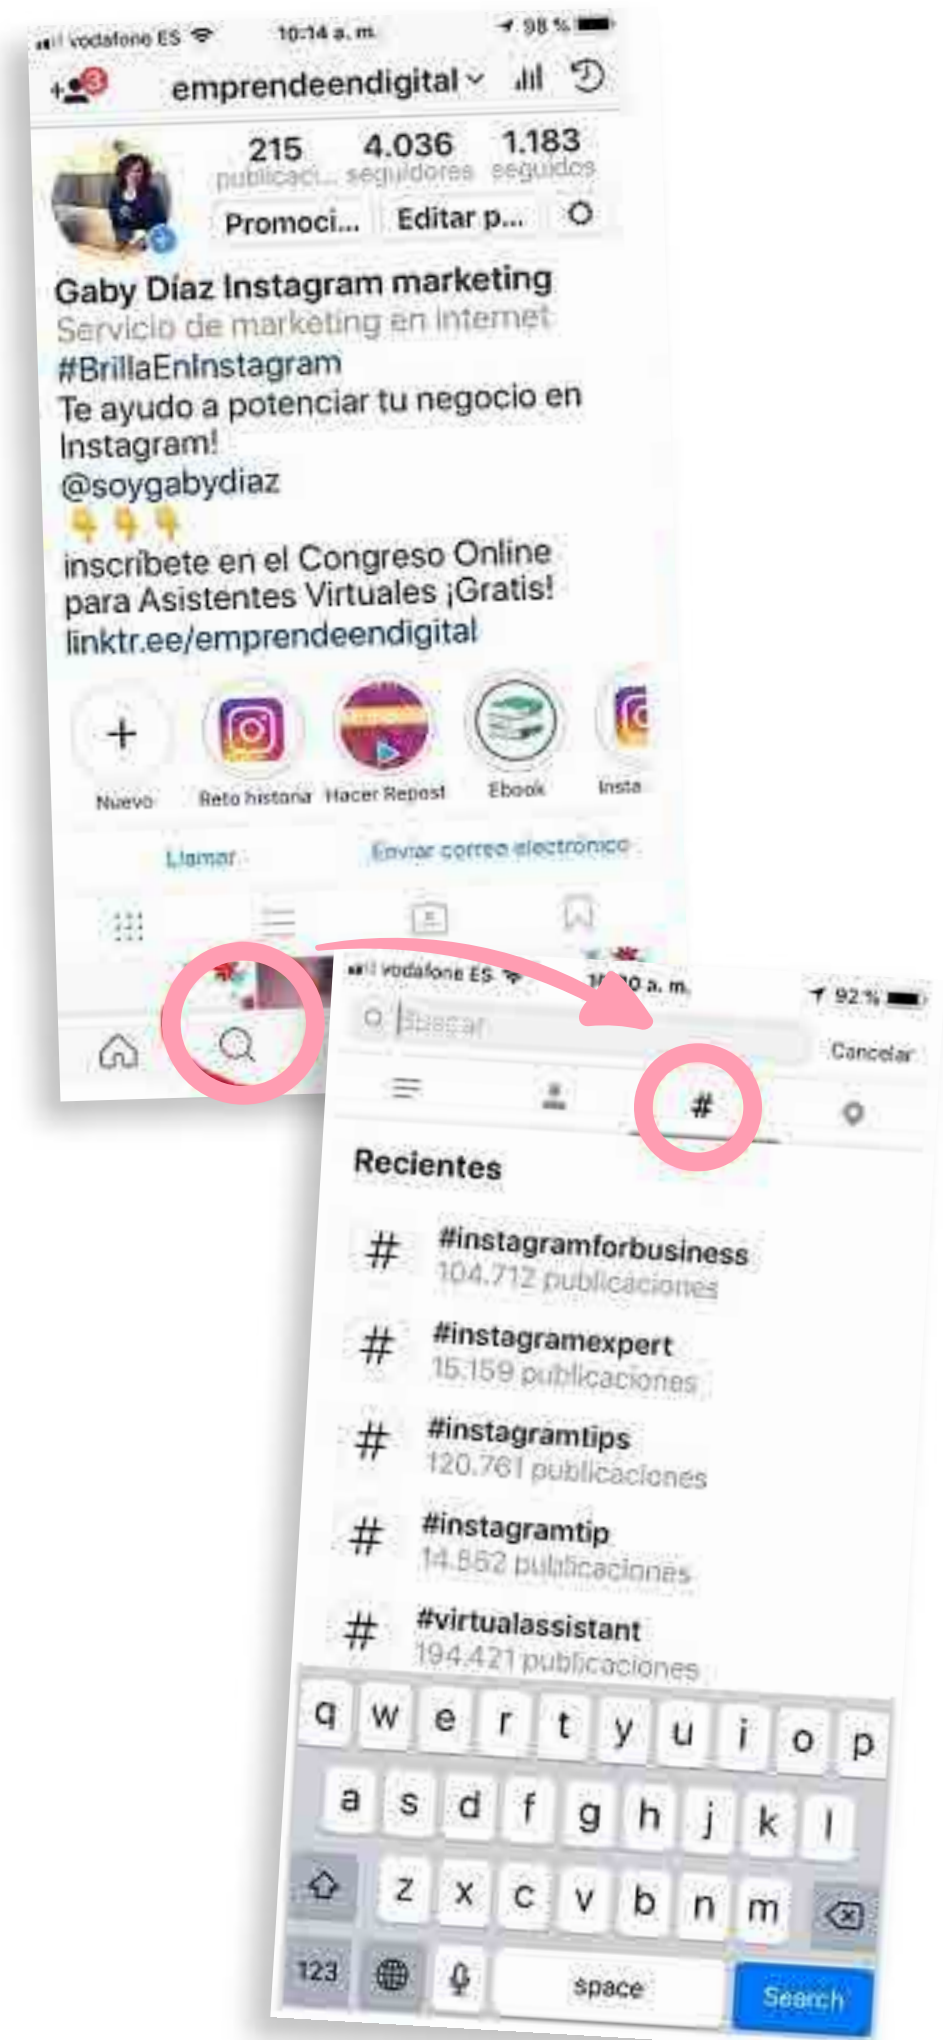 vodafone ES
10:14 a. m.
98 %
3
emprendeendigital
215 4.036 1.183
publicaci... seguidores seguidos
Promoci... Editar p...
Gaby Díaz Instagram marketing
Servicio de marketing en internet
#BrillaEnInstagram
Te ayudo a potenciar tu negocio en
Instagram!
@soygabydiaz
👇👇👇
inscríbete en el Congreso Online
para Asistentes Virtuales ¡Gratis!
linktr.ee/emprendeendigital
Nuevo Reto historia Hacer Repost Ebook Insta
Llamar Enviar correo electrónico
vodafone ES
0 a. m.
92 %
Buscar
Cancelar
#
Recientes
# #instagramforbusiness
104.712 publicaciones
# #instagramexpert
15.159 publicaciones
# #instagramtips
120.761 publicaciones
# #instagramtip
publicaciones
# #virtualassistant
194.421 publicaciones
q w e r t y u i o p
a s d f g h j k l
z x c v b n m
123 space Search